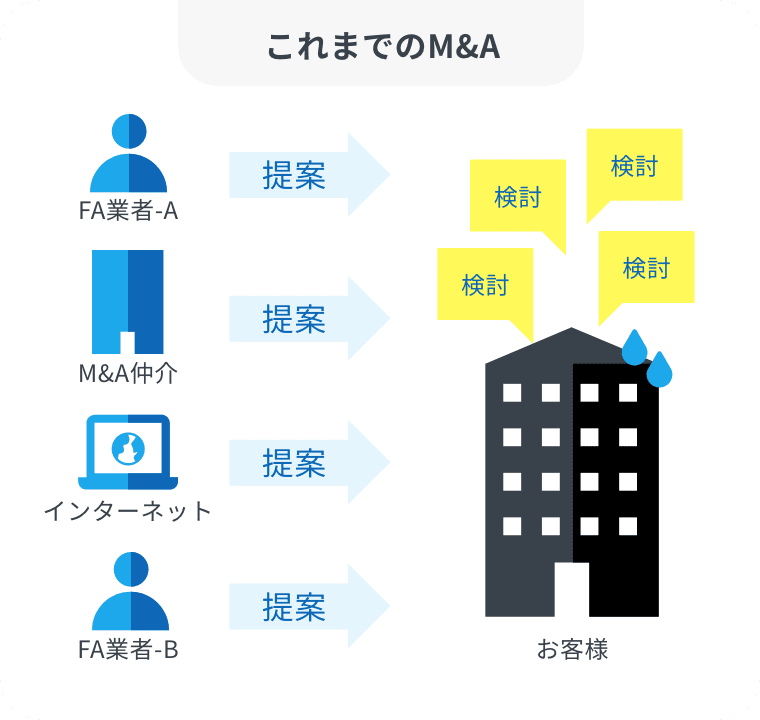 これまでのM&A
FA業者-A
提案
M&A仲介
提案
インターネット
提案
FA業者-B
提案
検討
検討
検討
検討
お客様